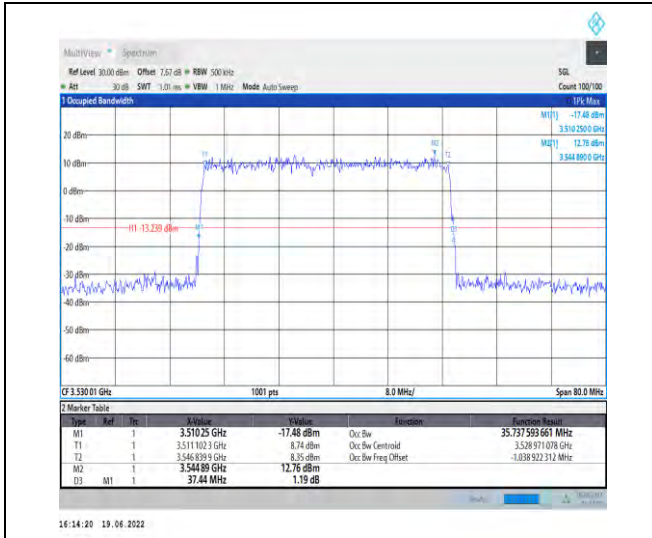 MultiView Spectrum
Ref Level 30.00 dBm Offset 7.67 dB RBW 500 kHz SGL
Att 30 dB SWT 1.01 ms VBW 1 MHz Mode Auto Sweep Count 100/100
1 Occupied Bandwidth 1Pk Max
M1[1] -17.48 dBm
3.510 250 0 GHz
M2[1] 12.76 dBm
3.544 890 0 GHz
20 dBm
M2
T1 T2
10 dBm
0 dBm
-10 dBm
H1 -13.239 dBm M1 D3
-20 dBm
-30 dBm
-40 dBm
-50 dBm
-60 dBm
CF 3.530 01 GHz 1001 pts 8.0 MHz/ Span 80.0 MHz
2 Marker Table
Type Ref Trc X-Value Y-Value Function Function Result
M1 1 3.510 25 GHz -17.48 dBm Occ Bw 35.737 593 661 MHz
T1 1 3.511 102 3 GHz 8.74 dBm Occ Bw Centroid 3.528 971 078 GHz
T2 1 3.546 839 9 GHz 8.35 dBm Occ Bw Freq Offset -1.038 922 312 MHz
M2 1 3.544 89 GHz 12.76 dBm
D3 M1 1 37.44 MHz 1.19 dB
16:14:20 19.06.2022